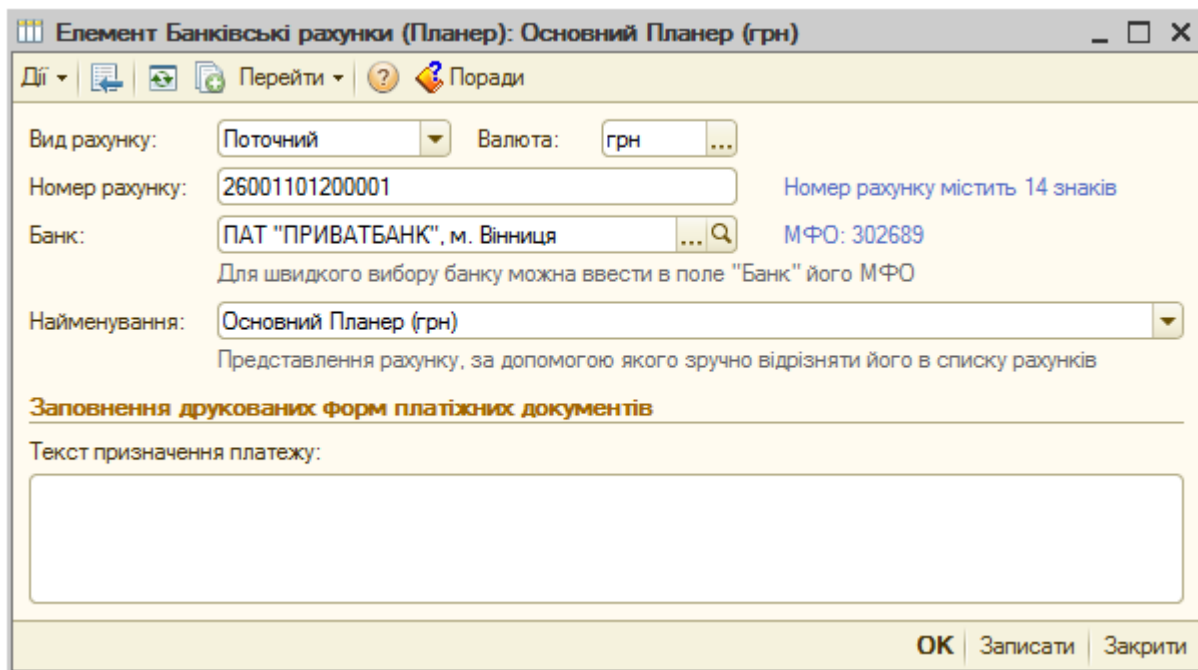 Елемент Банківські рахунки (Планер): Основний Планер (грн)
Дії Перейти Поради
Вид рахунку: Поточний Валюта: грн ...
Номер рахунку: 26001101200001 Номер рахунку містить 14 знаків
Банк: ПАТ "ПРИВАТБАНК", м. Вінниця ... МФО: 302689
Для швидкого вибору банку можна ввести в поле "Банк" його МФО
Найменування: Основний Планер (грн)
Представлення рахунку, за допомогою якого зручно відрізняти його в списку рахунків
Заповнення друкованих форм платіжних документів
Текст призначення платежу:
ОК Записати Закрити